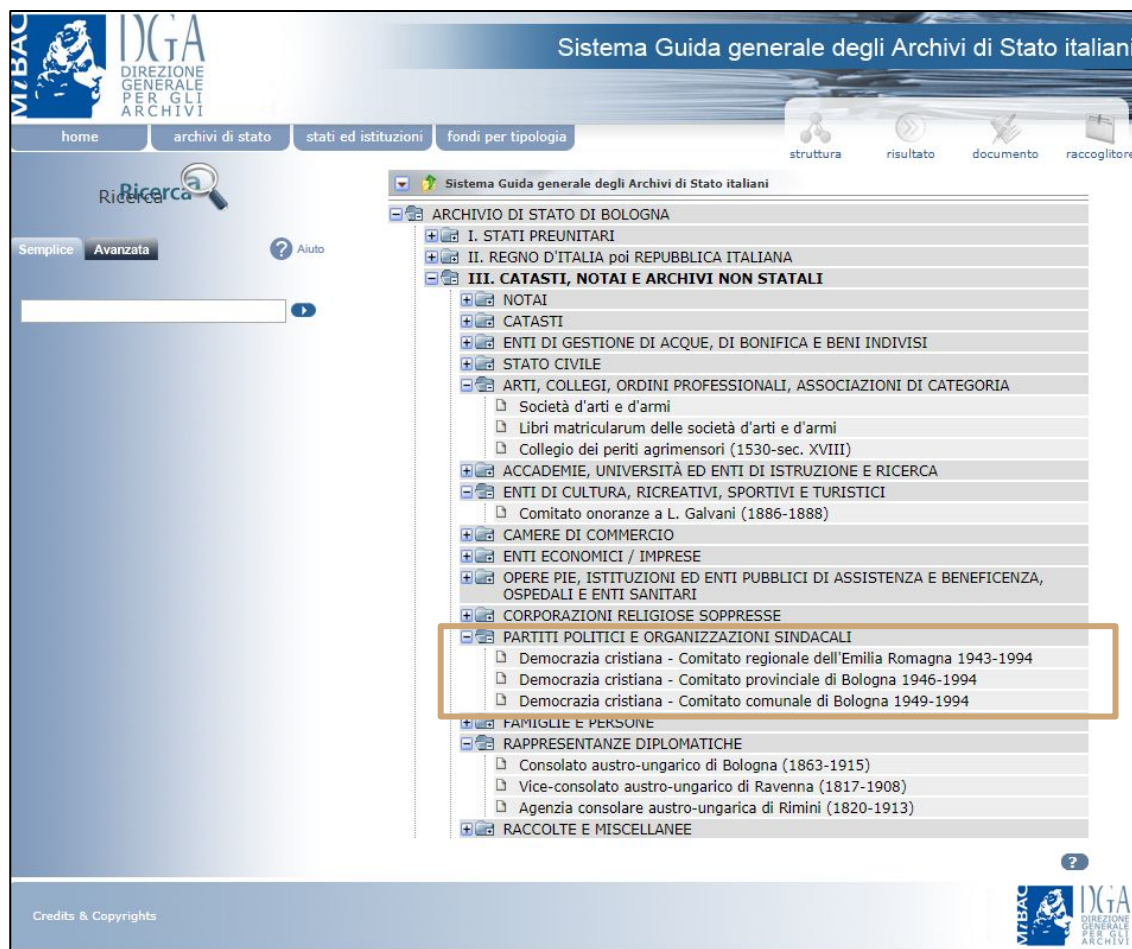 MiBAC
DGA
DIREZIONE
GENERALE
PER GLI
ARCHIVI
Sistema Guida generale degli Archivi di Stato italiani
home
archivi di stato
stati ed istituzioni
fondi per tipologia
struttura
risultato
documento
raccoglitore
Ricerca
Ricerca
Semplice
Avanzata
? Aiuto
Sistema Guida generale degli Archivi di Stato italiani
ARCHIVIO DI STATO DI BOLOGNA
I. STATI PREUNITARI
II. REGNO D'ITALIA poi REPUBBLICA ITALIANA
III. CATASTI, NOTAI E ARCHIVI NON STATALI
NOTAI
CATASTI
ENTI DI GESTIONE DI ACQUE, DI BONIFICA E BENI INDIVISI
STATO CIVILE
ARTI, COLLEGI, ORDINI PROFESSIONALI, ASSOCIAZIONI DI CATEGORIA
Società d'arti e d'armi
Libri matricularum delle società d'arti e d'armi
Collegio dei periti agrimensori (1530-sec. XVIII)
ACCADEMIE, UNIVERSITÀ ED ENTI DI ISTRUZIONE E RICERCA
ENTI DI CULTURA, RICREATIVI, SPORTIVI E TURISTICI
Comitato onoranze a L. Galvani (1886-1888)
CAMERE DI COMMERCIO
ENTI ECONOMICI / IMPRESE
OPERE PIE, ISTITUZIONI ED ENTI PUBBLICI DI ASSISTENZA E BENEFICENZA,
OSPEDALI E ENTI SANITARI
CORPORAZIONI RELIGIOSE SOPPRESSE
PARTITI POLITICI E ORGANIZZAZIONI SINDACALI
Democrazia cristiana - Comitato regionale dell'Emilia Romagna 1943-1994
Democrazia cristiana - Comitato provinciale di Bologna 1946-1994
Democrazia cristiana - Comitato comunale di Bologna 1949-1994
FAMIGLIE E PERSONE
RAPPRESENTANZE DIPLOMATICHE
Consolato austro-ungarico di Bologna (1863-1915)
Vice-consolato austro-ungarico di Ravenna (1817-1908)
Agenzia consolare austro-ungarica di Rimini (1820-1913)
RACCOLTE E MISCELLANEE
?
Credits & Copyrights
MiBAC
DGA
DIREZIONE
GENERALE
PER GLI
ARCHIVI